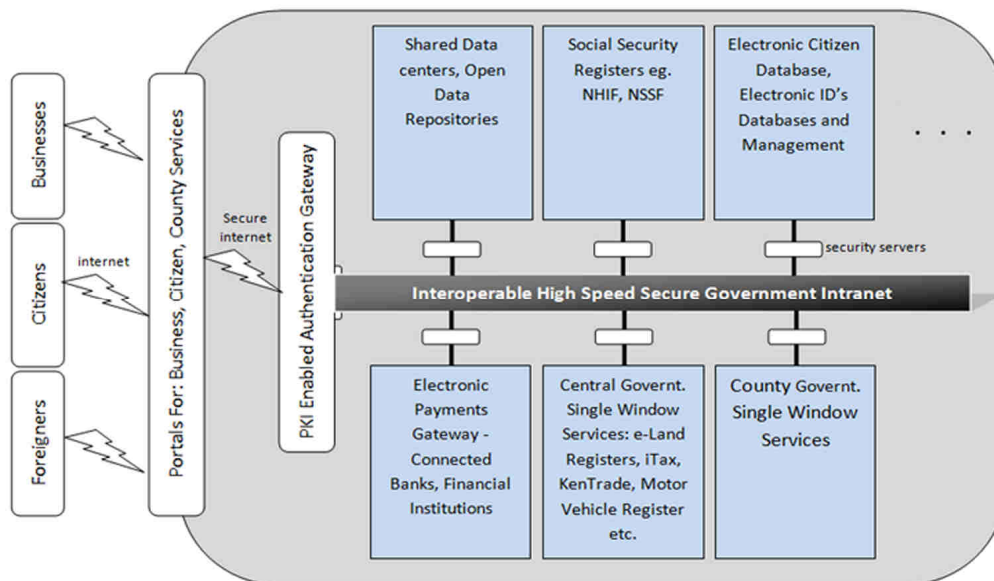 Businesses
Citizens
Foreigners
internet
Portals For: Business, Citizen, County Services
Secure
internet
PKI Enabled Authentication Gateway
Shared Data
centers, Open
Data
Repositories
Social Security
Registers eg.
NHIF, NSSF
Electronic Citizen
Database,
Electronic ID's
Databases and
Management
. . .
security servers
Interoperable High Speed Secure Government Intranet
Electronic
Payments
Gateway -
Connected
Banks, Financial
Institutions
Central Governt.
Single Window
Services: e-Land
Registers, iTax,
KenTrade, Motor
Vehicle Register
etc.
County Governt.
Single Window
Services